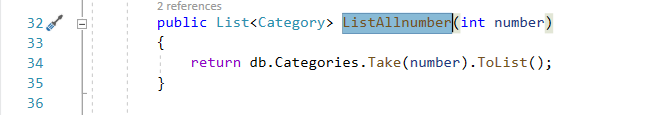 2 references
32 public List<Category> ListAllnumber(int number)
33 {
34 return db.Categories.Take(number).ToList();
35 }
36